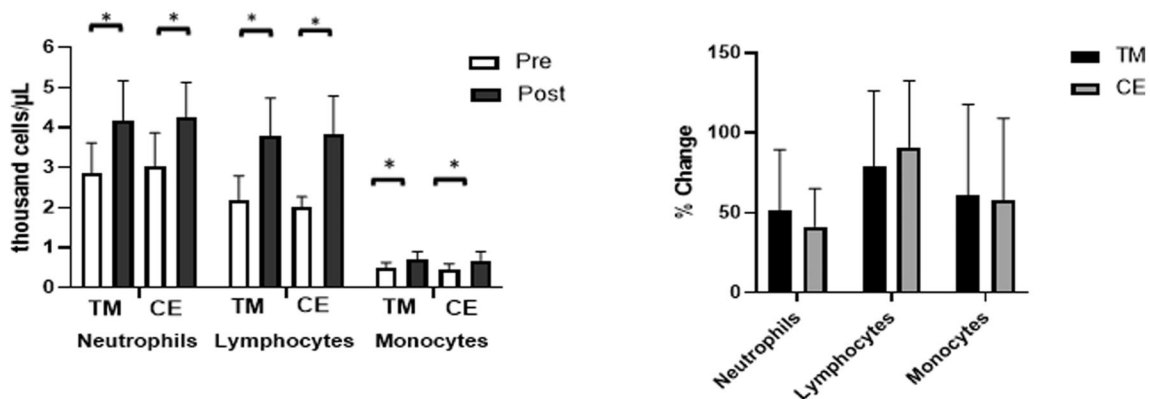 * * * * * *
thousand cells/µL
6
5
4
3
2
1
0
Pre
Post
TM CE TM CE TM CE
Neutrophils Lymphocytes Monocytes
% Change
150
100
50
0
TM
CE
Neutrophils
Lymphocytes
Monocytes